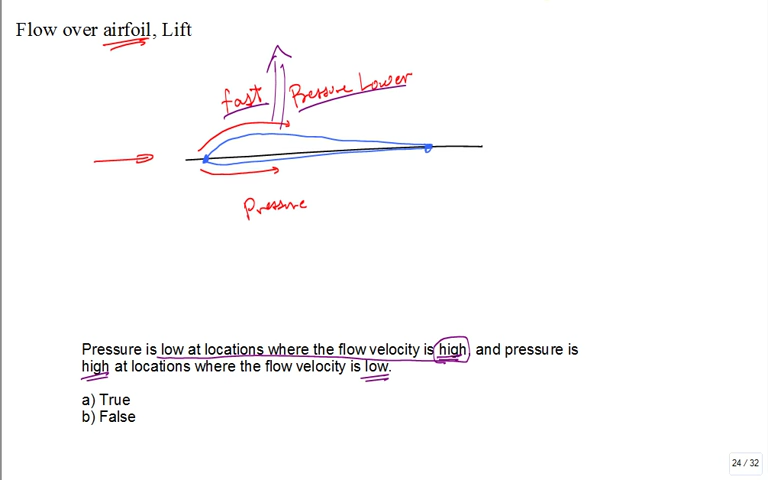 Flow over airfoil, Lift
fast Pressure Lower
Pressure
Pressure is low at locations where the flow velocity is high, and pressure is
high at locations where the flow velocity is low.
a) True
b) False
24 / 32